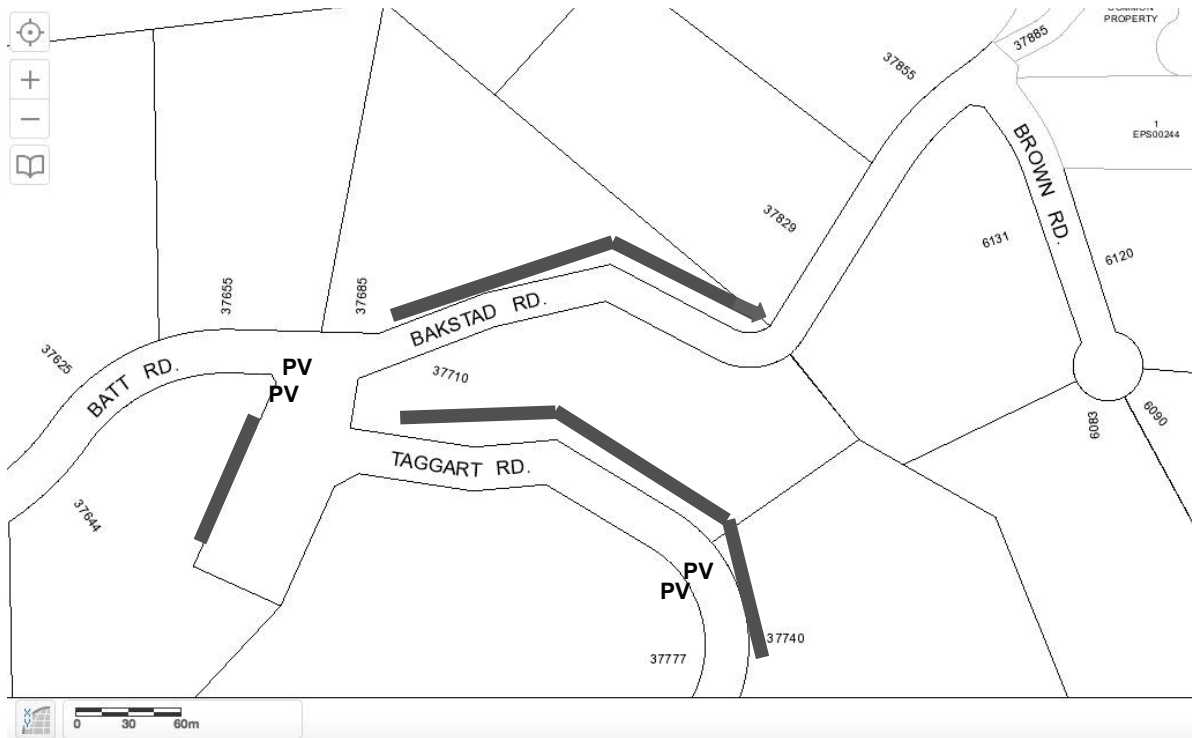 COMMON
PROPERTY
37885
37855
1
EPS00244
BROWN RD.
37829
6131
6120
37655
37685
BAKSTAD RD.
37625
BATT RD.
PV
PV
37710
6083
6090
TAGGART RD.
37644
PV
PV
37740
37777
X,Y
0 30 60m